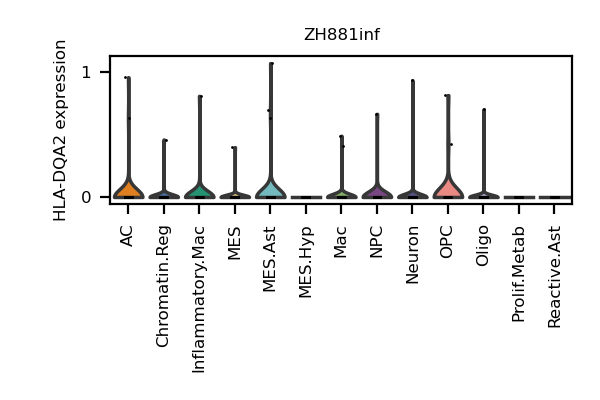 ZH881inf
HLA-DQA2 expression
1
0
AC
Chromatin.Reg
Inflammatory.Mac
MES
MES.Ast
MES.Hyp
Mac
NPC
Neuron
OPC
Oligo
Prolif.Metab
Reactive.Ast